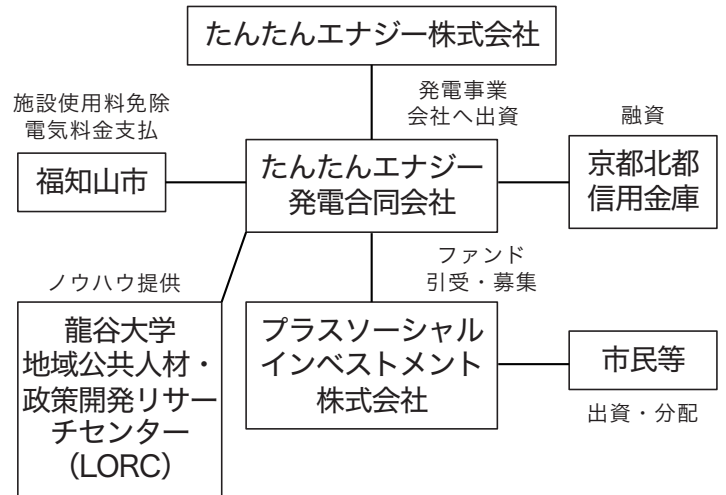 たんたんエナジー株式会社
発電事業
会社へ出資
施設使用料免除
電気料金支払
融資
福知山市
たんたんエナジー
発電合同会社
京都北都
信用金庫
ノウハウ提供
ファンド
引受・募集
龍谷大学
地域公共人材・
政策開発リサー
チセンター
（LORC）
プラスソーシャル
インベストメント
株式会社
市民等
出資・分配